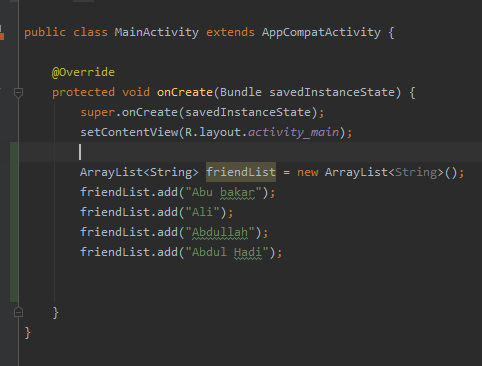 public class MainActivity extends AppCompatActivity {
@Override
protected void onCreate(Bundle savedInstanceState) {
super.onCreate(savedInstanceState);
setContentView(R.layout.activity_main);
ArrayList<String> friendList = new ArrayList<String>();
friendList.add("Abu bakar");
friendList.add("Ali");
friendList.add("Abdullah");
friendList.add("Abdul Hadi");
}
}